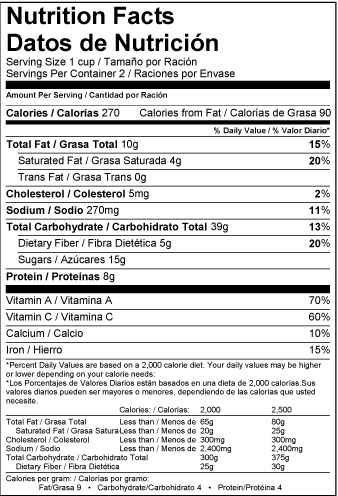 Nutrition Facts
Datos de Nutrición
Serving Size 1 cup / Tamaño por Ración
Servings Per Container 2 / Raciones por Envase
Amount Per Serving / Cantidad por Ración
Calories / Calorías 270 Calories from Fat / Calorías de Grasa 90
% Daily Value / % Valor Diario*
Total Fat / Grasa Total 10g 15%
Saturated Fat / Grasa Saturada 4g 20%
Trans Fat / Grasa Trans 0g
Cholesterol / Colesterol 5mg 2%
Sodium / Sodio 270mg 11%
Total Carbohydrate / Carbohidrato Total 39g 13%
Dietary Fiber / Fibra Dietética 5g 20%
Sugars / Azúcares 15g
Protein / Proteínas 8g
Vitamin A / Vitamina A 70%
Vitamin C / Vitamina C 60%
Calcium / Calcio 10%
Iron / Hierro 15%
*Percent Daily Values are based on a 2,000 calorie diet. Your daily values may be higher
or lower depending on your calorie needs:
*Los Porcentajes de Valores Diarios están basados en una dieta de 2,000 calorías.Sus
valores diarios pueden ser mayores o menores, dependiendo de las calorías que usted
necesite.
Calories: / Calorías: 2,000 2,500
Total Fat / Grasa Total Less than / Menos de 65g 80g
Saturated Fat / Grasa Satura Less than / Menos de 20g 25g
Cholesterol / Colesterol Less than / Menos de 300mg 300mg
Sodium / Sodio Less than / Menos de 2,400mg 2,400mg
Total Carbohydrate / Carbohidrato Total 300g 375g
Dietary Fiber / Fibra Dietética 25g 30g
Calories per gram: / Calorías por gramo:
Fat/Grasa 9 • Carbohydrate/Carbohidrato 4 • Protein/Proteína 4